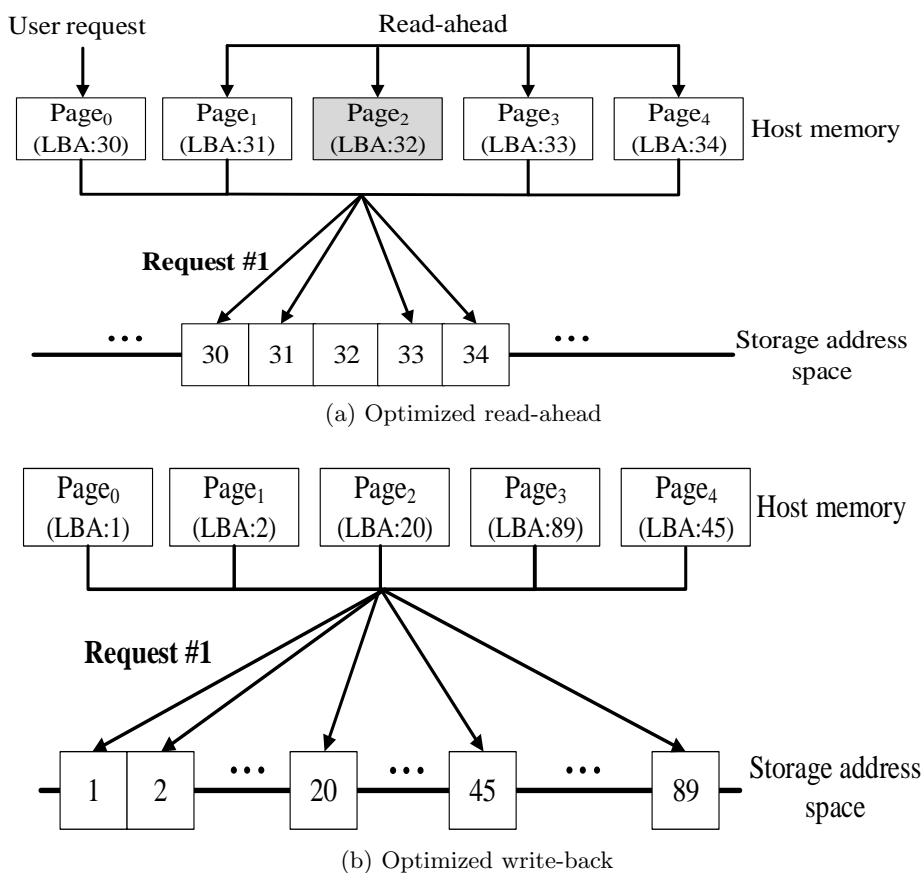 User request
Read-ahead
Page₀ Page₁ Page₂ Page₃ Page₄
(LBA:30) (LBA:31) (LBA:32) (LBA:33) (LBA:34)
Host memory
Request #1
... ...
30 31 32 33 34
Storage address
space
(a) Optimized read-ahead
Page₀ Page₁ Page₂ Page₃ Page₄
(LBA:1) (LBA:2) (LBA:20) (LBA:89) (LBA:45)
Host memory
Request #1
... ... ...
1 2 20 45 89
Storage address
space
(b) Optimized write-back